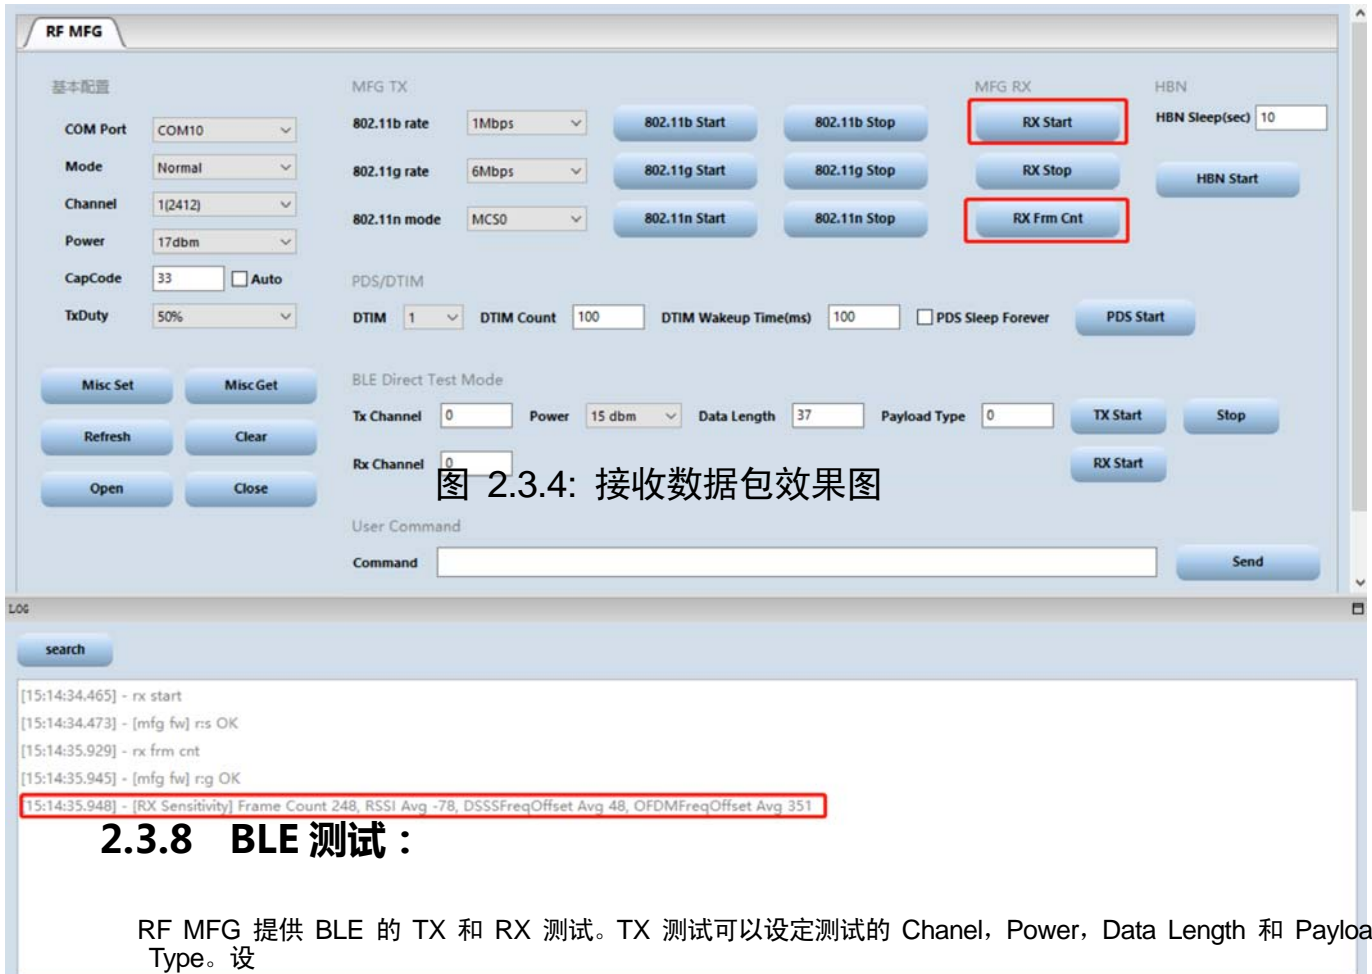 RF MFG
基本配置 MFG TX MFG RX HBN
COM Port COM10 802.11b rate 1Mbps 802.11b Start 802.11b Stop RX Start HBN Sleep(sec) 10
Mode Normal 802.11g rate 6Mbps 802.11g Start 802.11g Stop RX Stop HBN Start
Channel 1(2412) 802.11n mode MCS0 802.11n Start 802.11n Stop RX Frm Cnt
Power 17dbm
CapCode 33 Auto PDS/DTIM
TxDuty 50% DTIM 1 DTIM Count 100 DTIM Wakeup Time(ms) 100 PDS Sleep Forever PDS Start
Misc Set Misc Get BLE Direct Test Mode
Tx Channel 0 Power 15 dbm Data Length 37 Payload Type 0 TX Start Stop
Refresh Clear
Rx Channel 0 RX Start
图 2.3.4: 接收数据包效果图
Open Close
User Command
Command Send
LOG
search
[15:14:34.465] - rx start
[15:14:34.473] - [mfg fw] r:s OK
[15:14:35.929] - rx frm cnt
[15:14:35.945] - [mfg fw] r:g OK
[15:14:35.948] - [RX Sensitivity] Frame Count 248, RSSI Avg -78, DSSSFreqOffset Avg 48, OFDMFreqOffset Avg 351
2.3.8 BLE 测试：
RF MFG 提供 BLE 的 TX 和 RX 测试。TX 测试可以设定测试的 Chanel，Power，Data Length 和 Payloa
Type。设